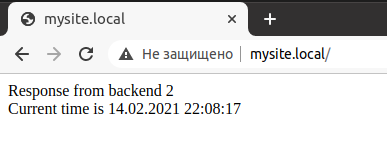 mysite.local
Не защищено mysite.local/
Response from backend 2
Current time is 14.02.2021 22:08:17